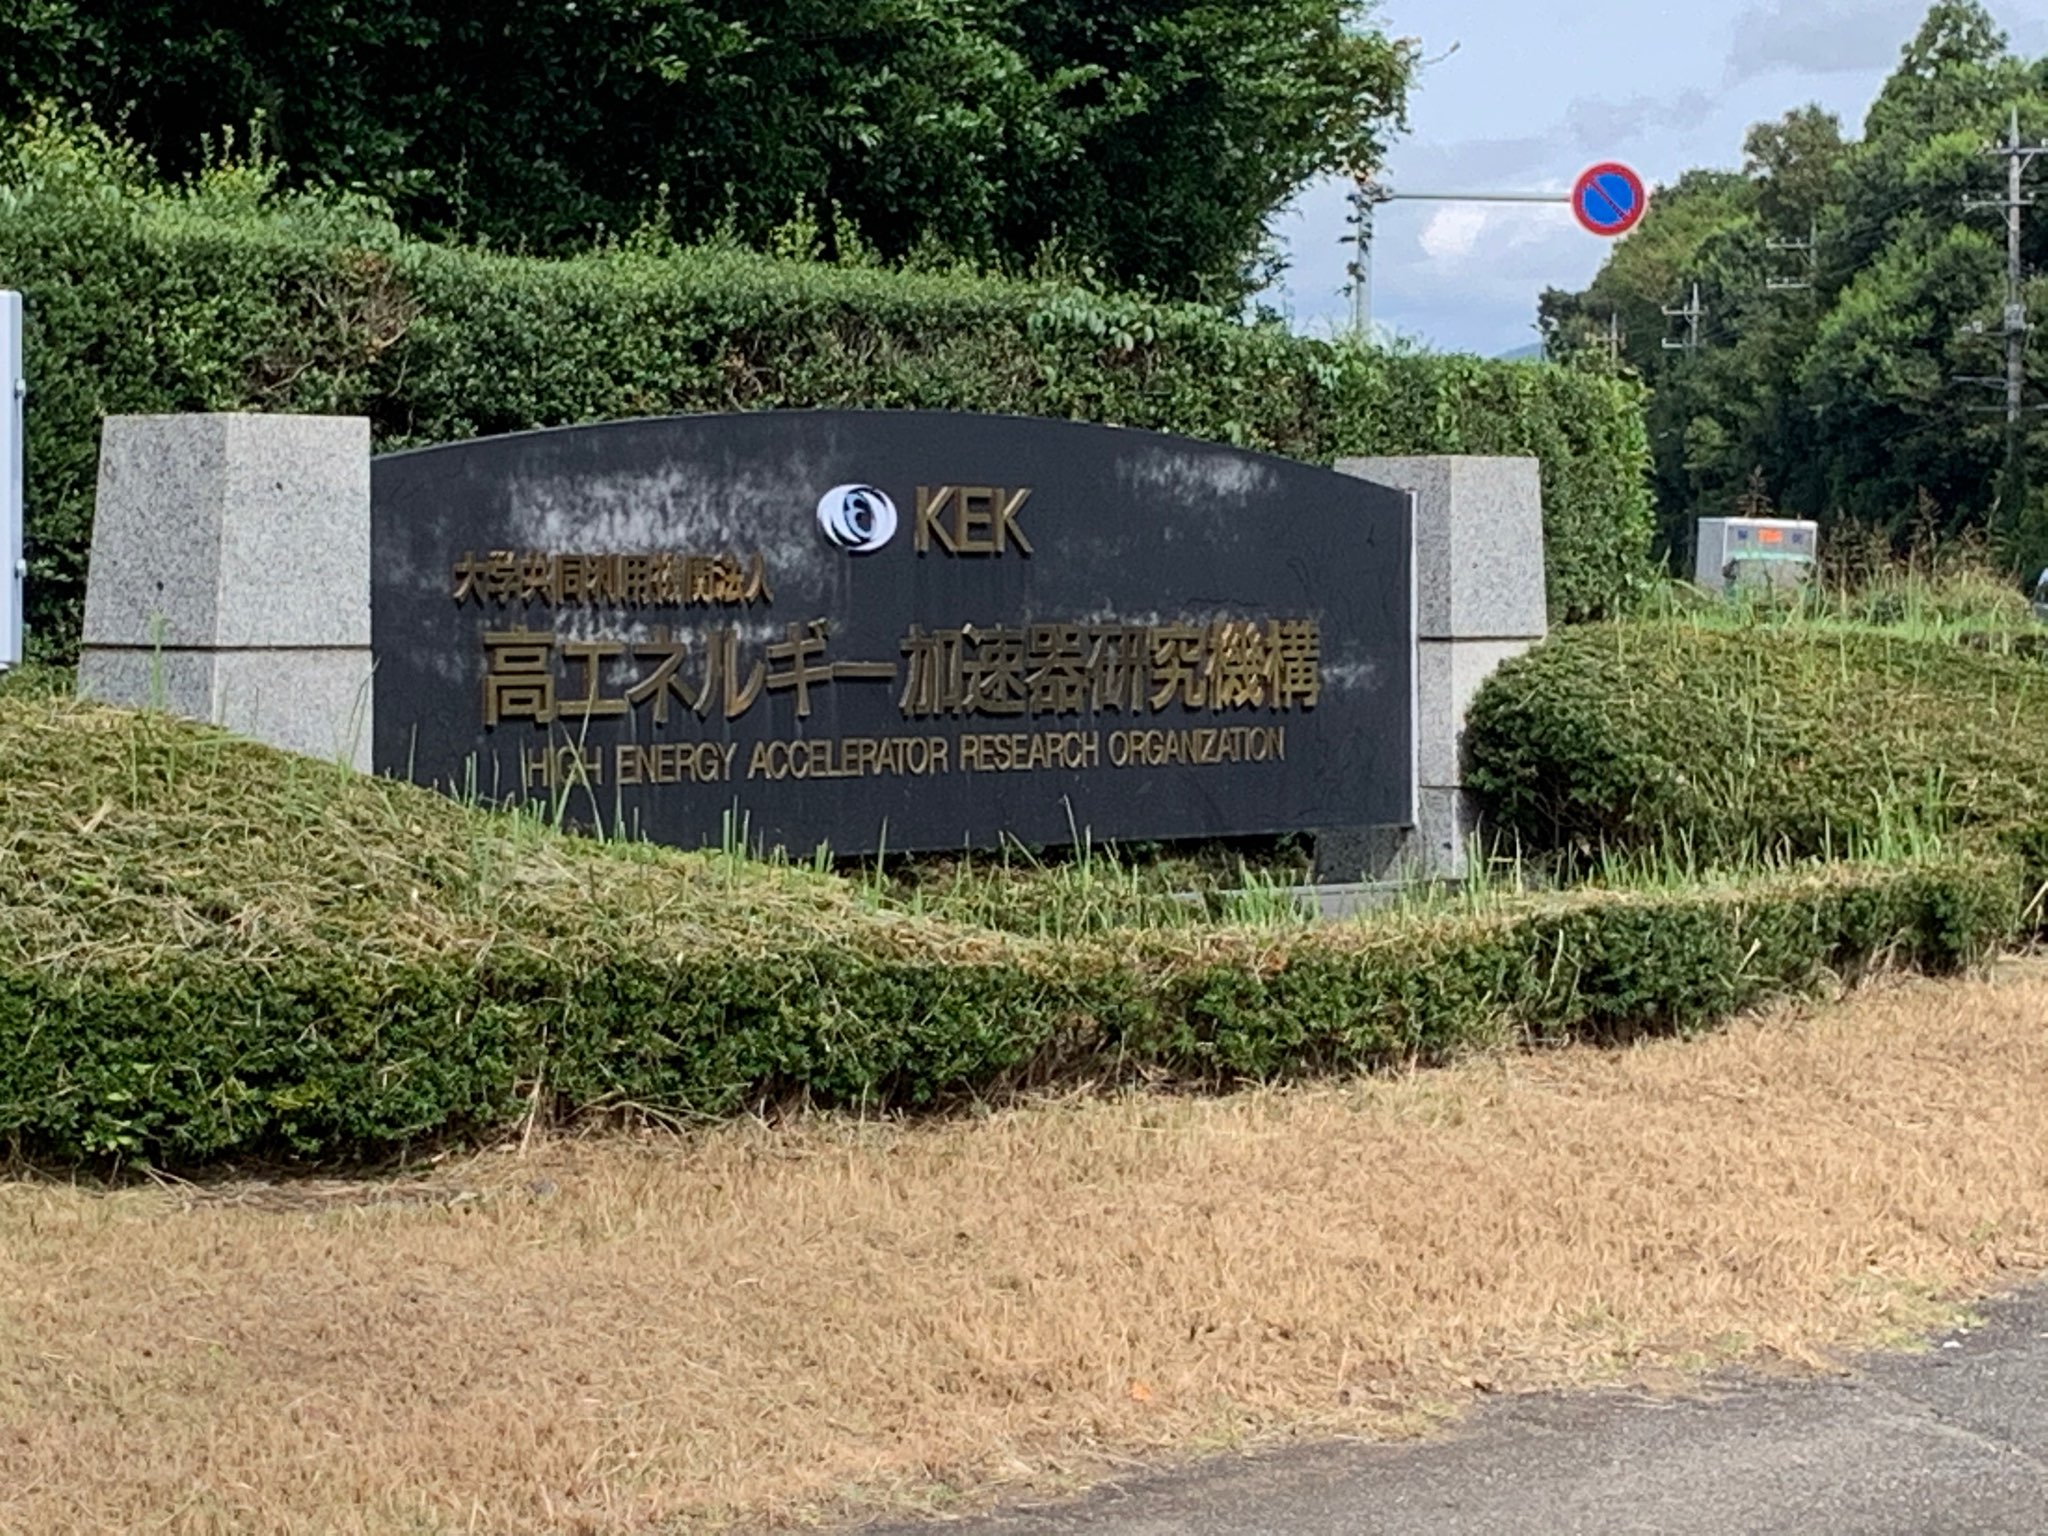 KEK
大学共同利用機関法人
高エネルギー加速器研究機構
HIGH ENERGY ACCELERATOR RESEARCH ORGANIZATION